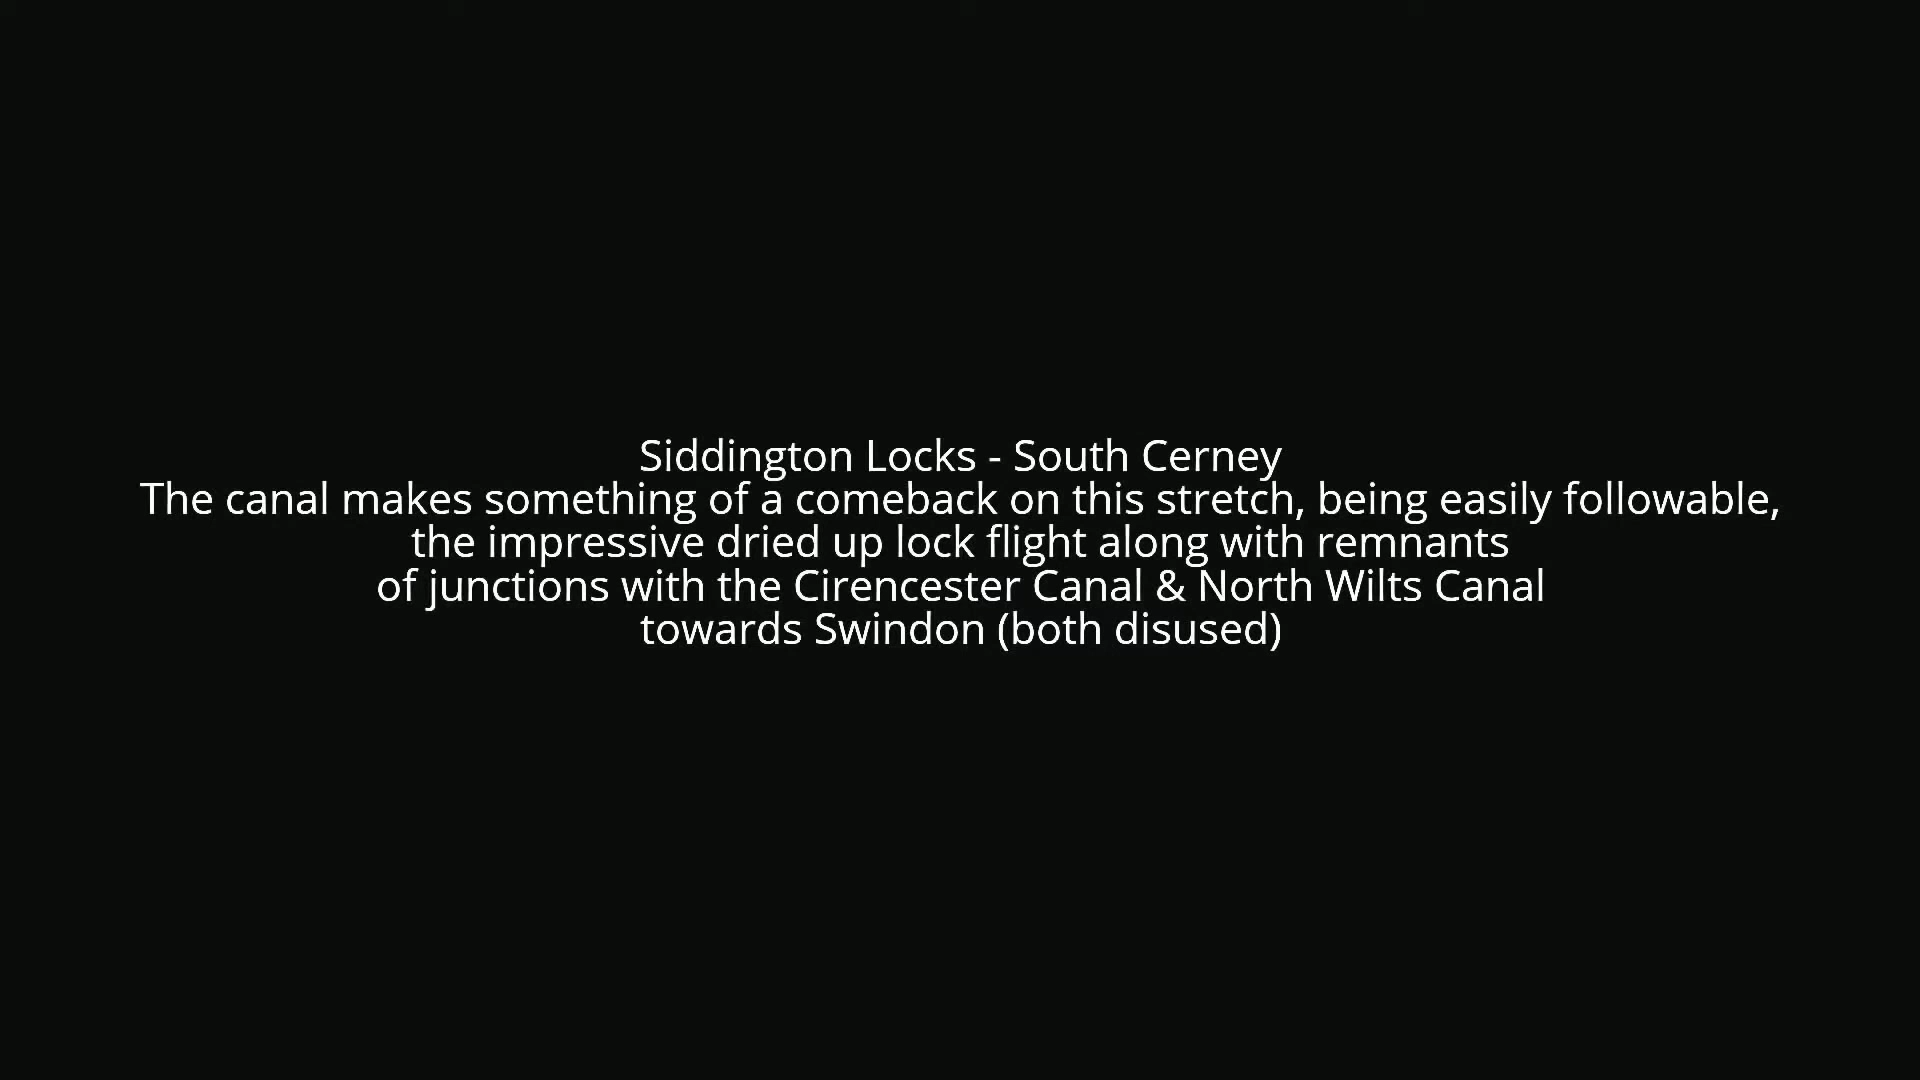 Siddington Locks - South Cerney
The canal makes something of a comeback on this stretch, being easily followable,
the impressive dried up lock flight along with remnants
of junctions with the Cirencester Canal & North Wilts Canal
towards Swindon (both disused)